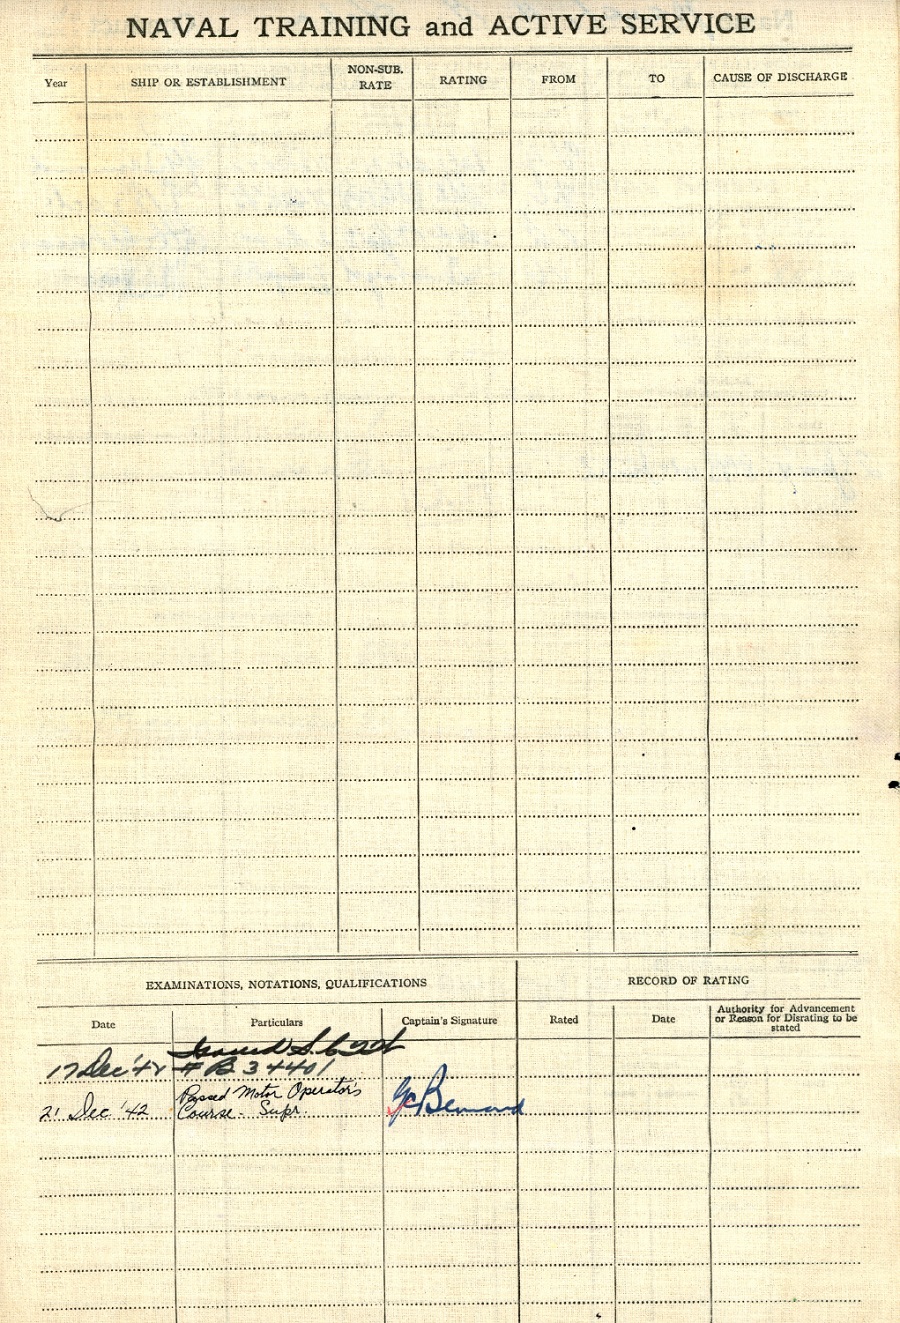 NAVAL TRAINING and ACTIVE SERVICE
Year
SHIP OR ESTABLISHMENT
NON-SUB.
RATE
RATING
FROM
TO
CAUSE OF DISCHARGE
EXAMINATIONS, NOTATIONS, QUALIFICATIONS
RECORD OF RATING
Date
Particulars
Captain's Signature
Rated
Date
Authority for Advancement
or Reason for Disrating to be
stated
Issued
17 Dec '42 # B 34401
Passed Motor Operator's
21 Dec '42 Course - Supr.